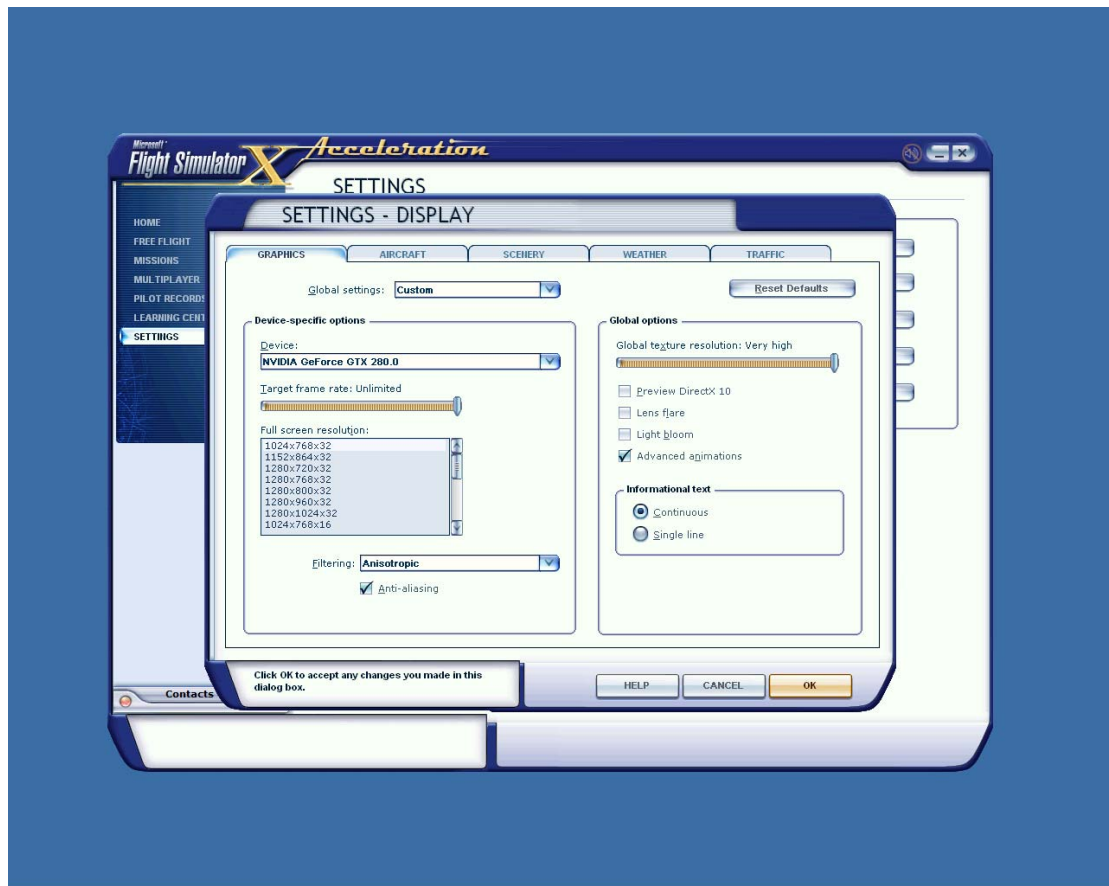 Microsoft
Flight Simulator X Acceleration
SETTINGS
SETTINGS - DISPLAY
HOME
FREE FLIGHT
MISSIONS
MULTIPLAYER
PILOT RECORDS
LEARNING CENT
SETTINGS
GRAPHICS AIRCRAFT SCENERY WEATHER TRAFFIC
Global settings: Custom
Reset Defaults
Device-specific options
Device:
NVIDIA GeForce GTX 280.0
Target frame rate: Unlimited
Full screen resolution:
1024x768x32
1152x864x32
1280x720x32
1280x768x32
1280x800x32
1280x960x32
1280x1024x32
1024x768x16
Filtering: Anisotropic
Anti-aliasing
Global options
Global texture resolution: Very high
Preview DirectX 10
Lens flare
Light bloom
Advanced animations
Informational text
Continuous
Single line
Click OK to accept any changes you made in this
dialog box.
HELP CANCEL OK
Contacts